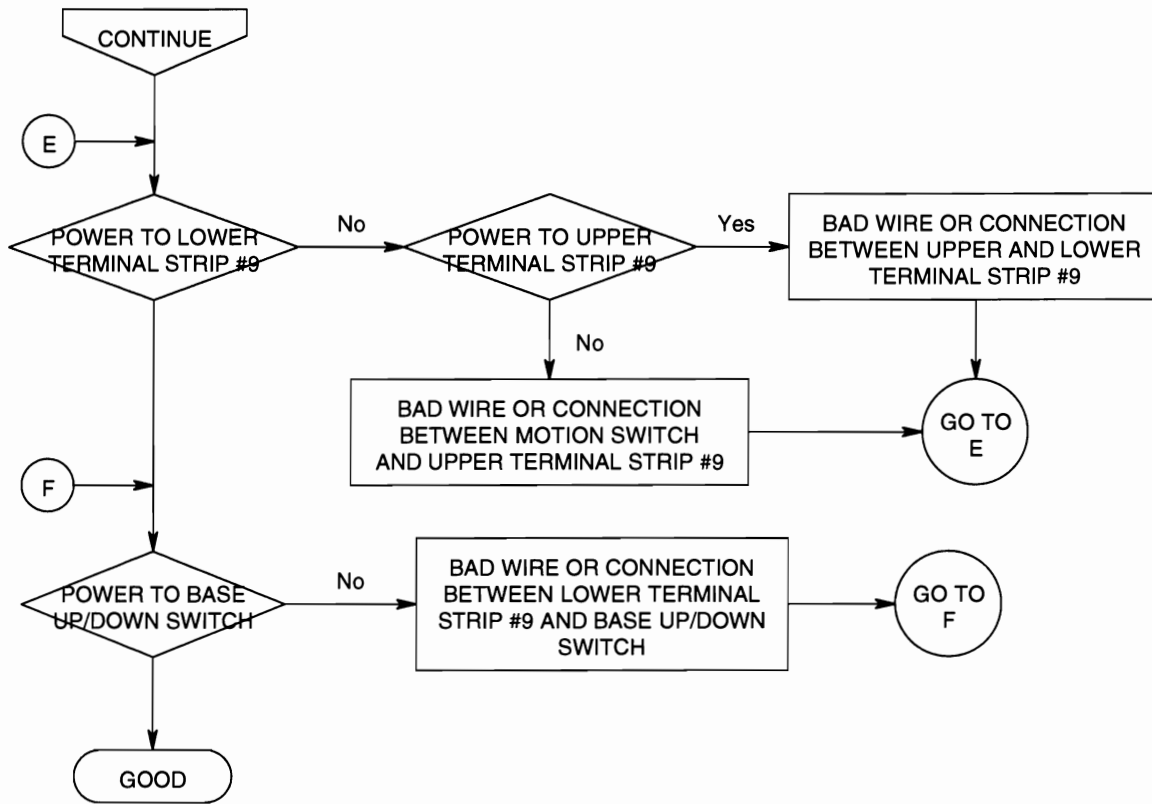 CONTINUE
E
POWER TO LOWER
TERMINAL STRIP #9
No
POWER TO UPPER
TERMINAL STRIP #9
Yes
BAD WIRE OR CONNECTION
BETWEEN UPPER AND LOWER
TERMINAL STRIP #9
No
BAD WIRE OR CONNECTION
BETWEEN MOTION SWITCH
AND UPPER TERMINAL STRIP #9
GO TO
E
F
POWER TO BASE
UP/DOWN SWITCH
No
BAD WIRE OR CONNECTION
BETWEEN LOWER TERMINAL
STRIP #9 AND BASE UP/DOWN
SWITCH
GO TO
F
GOOD